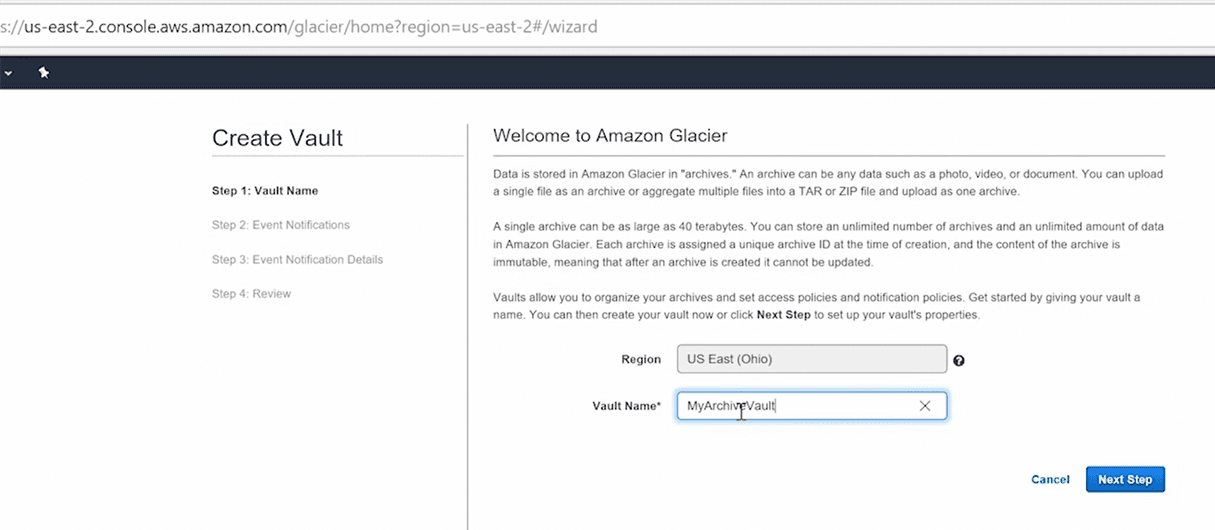 s://us-east-2.console.aws.amazon.com/glacier/home?region=us-east-2#/wizard
Create Vault
Step 1: Vault Name
Step 2: Event Notifications
Step 3: Event Notification Details
Step 4: Review
Welcome to Amazon Glacier
Data is stored in Amazon Glacier in "archives." An archive can be any data such as a photo, video, or document. You can upload
a single file as an archive or aggregate multiple files into a TAR or ZIP file and upload as one archive.
A single archive can be as large as 40 terabytes. You can store an unlimited number of archives and an unlimited amount of data
in Amazon Glacier. Each archive is assigned a unique archive ID at the time of creation, and the content of the archive is
immutable, meaning that after an archive is created it cannot be updated.
Vaults allow you to organize your archives and set access policies and notification policies. Get started by giving your vault a
name. You can then create your vault now or click Next Step to set up your vault's properties.
Region US East (Ohio) ?
Vault Name* MyArchiveVault
Cancel Next Step